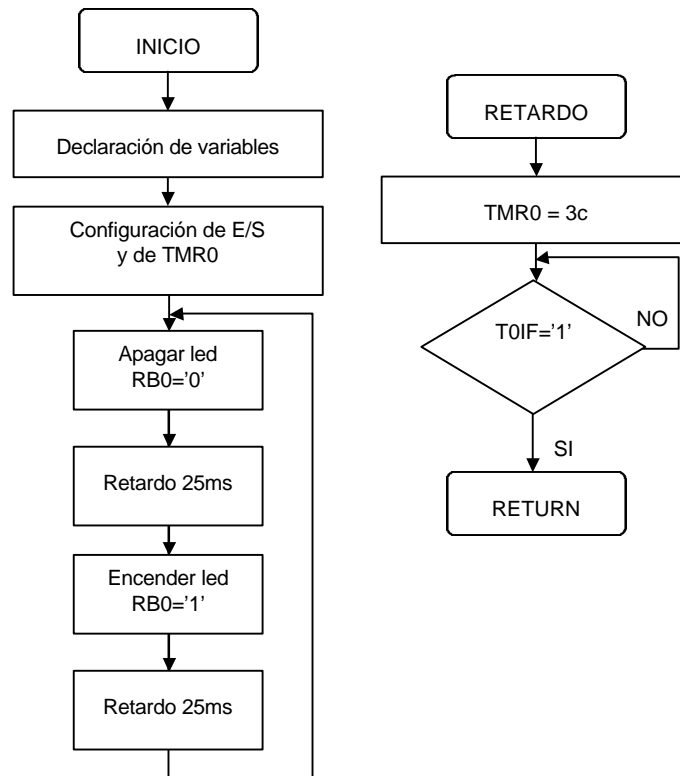 INICIO
Declaración de variables
Configuración de E/S
y de TMR0
Apagar led
RB0='0'
Retardo 25ms
Encender led
RB0='1'
Retardo 25ms
RETARDO
TMR0 = 3c
T0IF='1'
NO
SI
RETURN